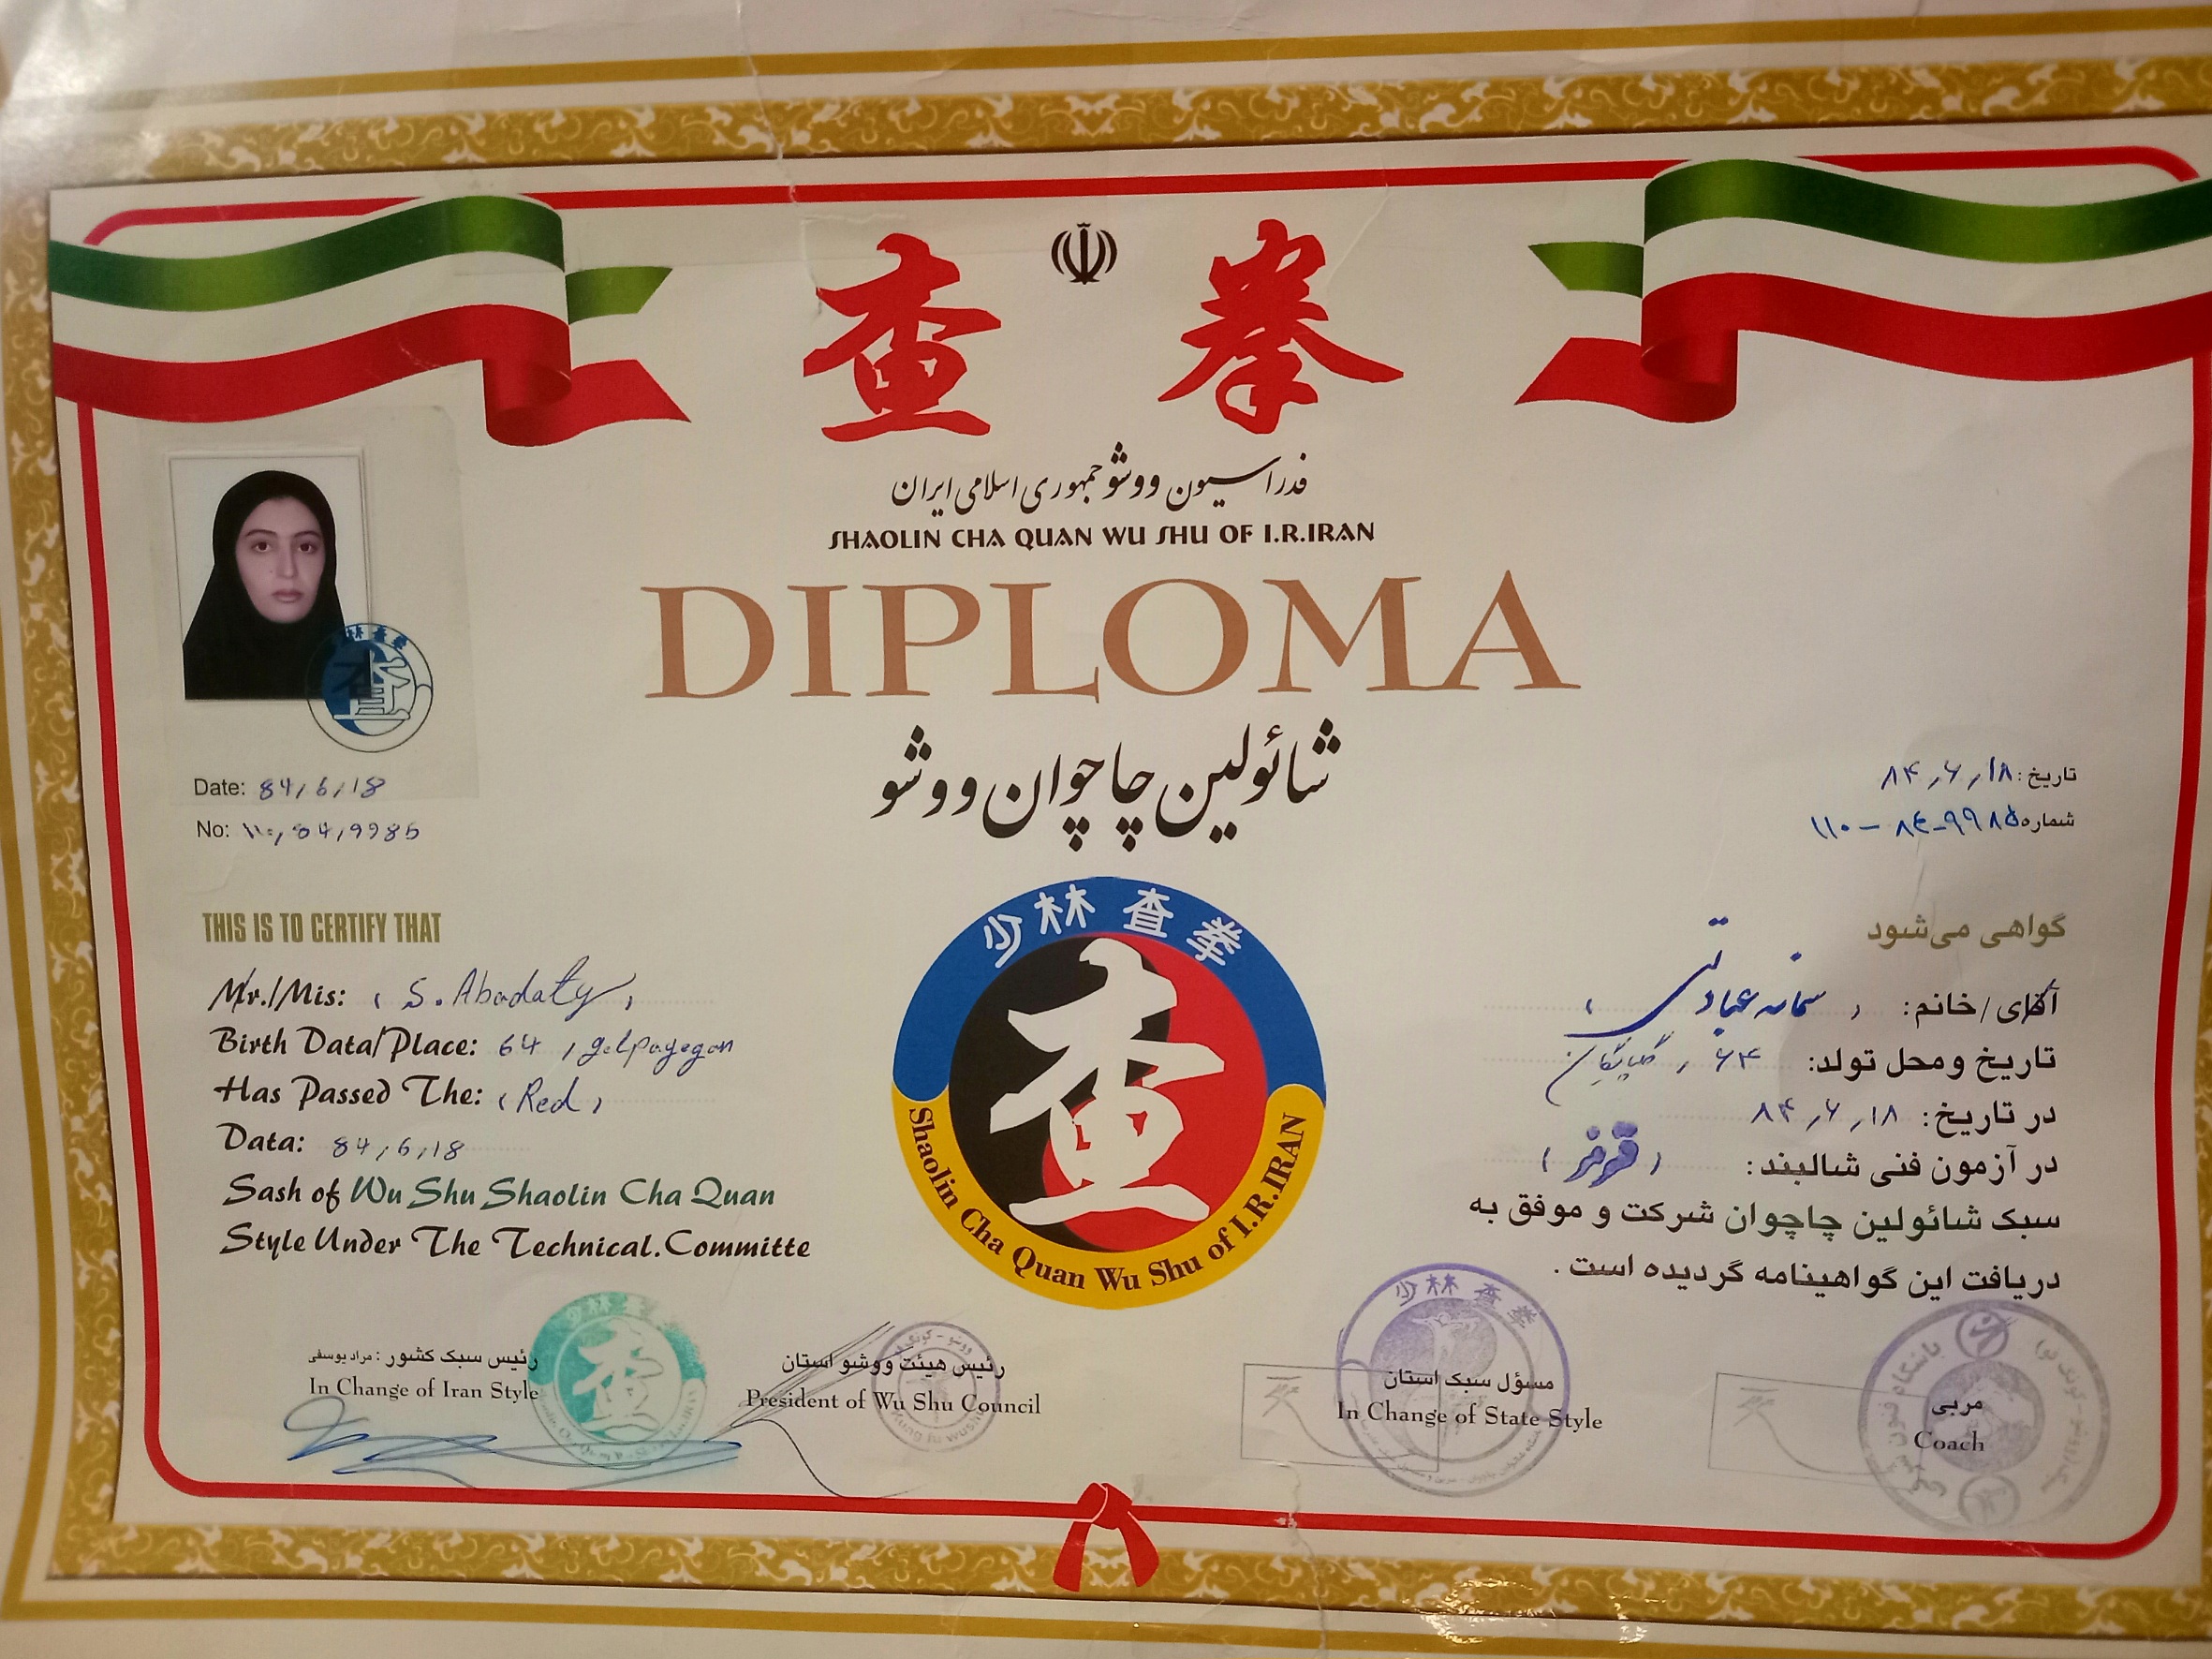 查 拳
فدراسیون ووشو جمهوری اسلامی ایران
SHAOLIN CHA QUAN WU SHU OF I.R.IRAN
DIPLOMA
شائولین چاچوان ووشو
Date: 84,6,18
No: ۱۱۰,84,9985
تاریخ: ۸۴,۶,۱۸
شماره ۱۱۰ – ۸۴-۹۹۸۵
THIS IS TO CERTIFY THAT
Mr./Mis: S. Abadaty
Birth Data/Place: 64 , golpayegan
Has Passed The: (Red)
Data: 84,6,18
Sash of Wu Shu Shaolin Cha Quan
Style Under The Technical.Committe
少林 查拳
查
Shaolin Cha Quan Wu Shu of I.R.IRAN
گواهی می‌شود
آقای/خانم: سمانه عبادتی
تاریخ ومحل تولد: ۶۴ , گلپایگان
در تاریخ: ۸۴,۶,۱۸
در آزمون فنی شالبند: (قرمز)
سبک شائولین چاچوان شرکت و موفق به
دریافت این گواهینامه گردیده است .
رئیس سبک کشور : مراد یوسفی
In Change of Iran Style
رئیس هیئت ووشو استان
President of Wu Shu Council
مسؤل سبک استان
In Change of State Style
少林 查拳
مربی
Coach